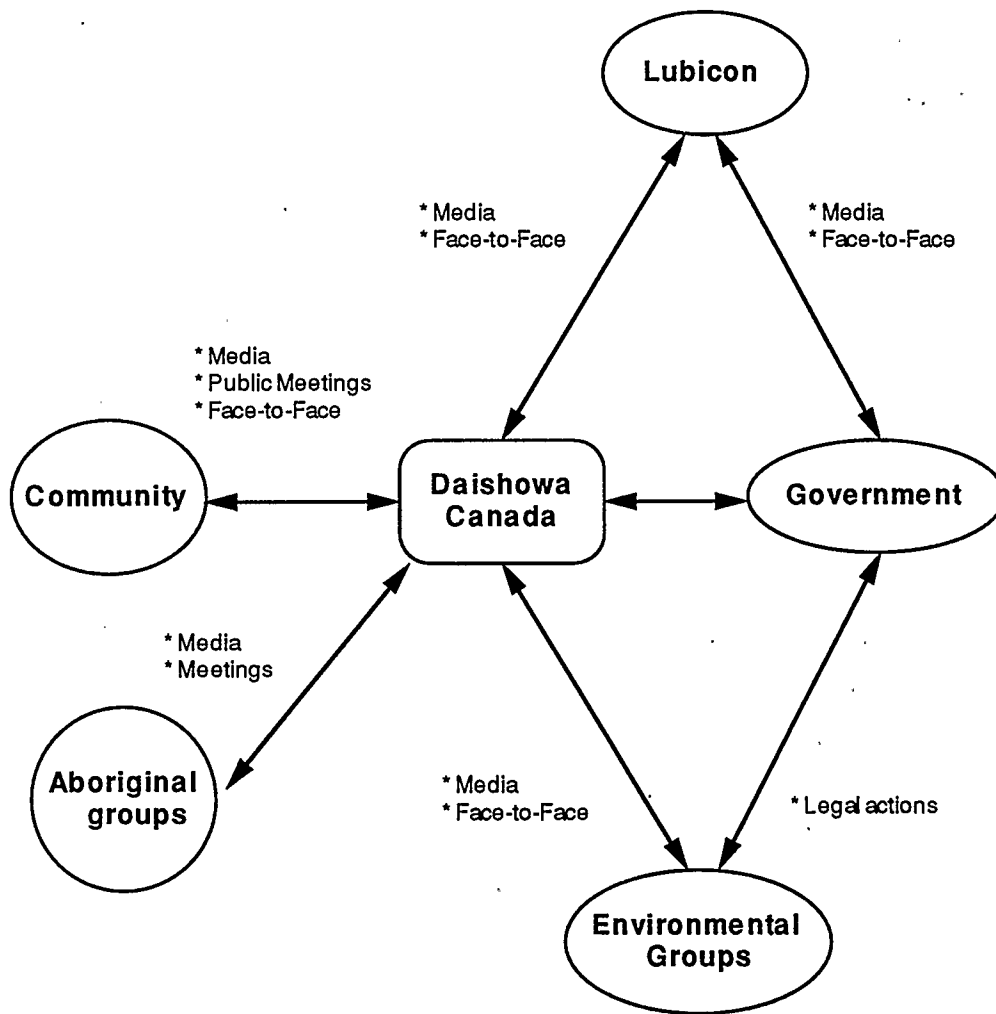 Lubicon
* Media
* Face-to-Face
* Media
* Face-to-Face
* Media
* Public Meetings
* Face-to-Face
Community
Daishowa
Canada
Government
* Media
* Meetings
Aboriginal
groups
* Media
* Face-to-Face
* Legal actions
Environmental
Groups